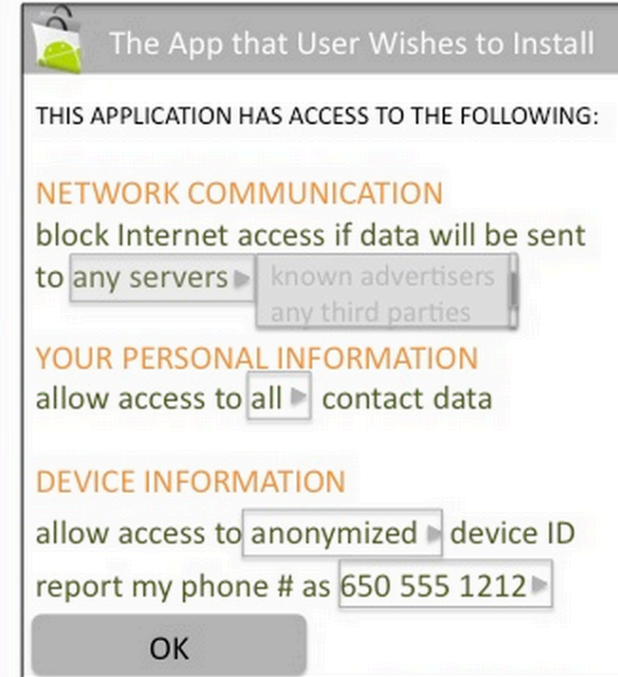 The App that User Wishes to Install
THIS APPLICATION HAS ACCESS TO THE FOLLOWING:
NETWORK COMMUNICATION
block Internet access if data will be sent
to any servers known advertisers
any third parties
YOUR PERSONAL INFORMATION
allow access to all contact data
DEVICE INFORMATION
allow access to anonymized device ID
report my phone # as 650 555 1212
OK